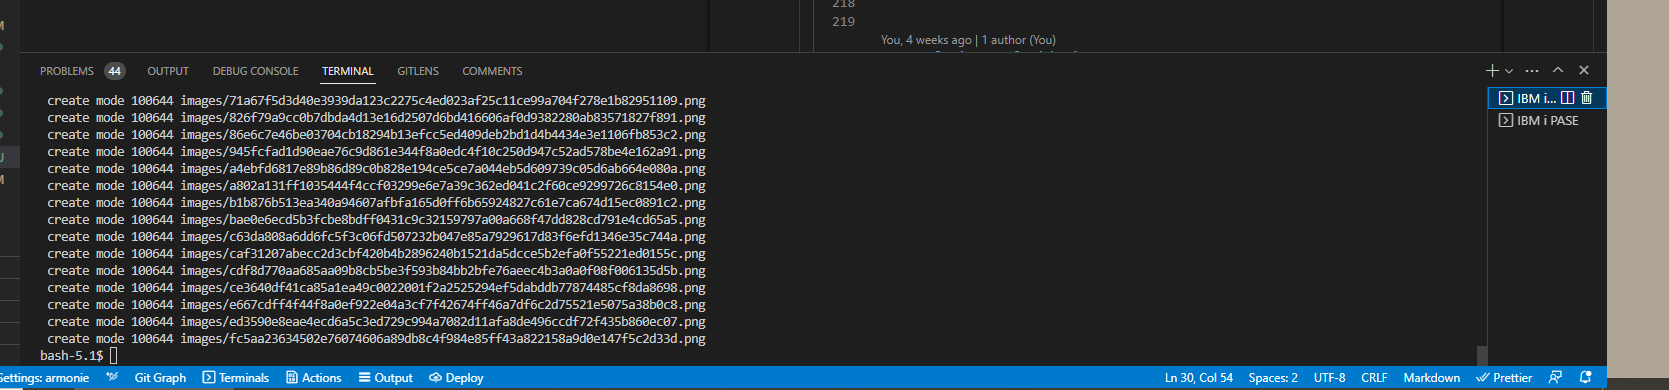 218
219
You, 4 weeks ago | 1 author (You)
PROBLEMS 44 OUTPUT DEBUG CONSOLE TERMINAL GITLENS COMMENTS
create mode 100644 images/71a67f5d3d40e3939da123c2275c4ed023af25c11ce99a704f278e1b82951109.png
create mode 100644 images/826f79a9cc0b7dbda4d13e16d2507d6bd416606af0d9382280ab83571827f891.png
create mode 100644 images/86e6c7e46be03704cb18294b13efcc5ed409deb2bd1d4b4434e3e1106fb853c2.png
create mode 100644 images/945fcfad1d90eae76c9d861e344f8a0edc4f10c250d947c52ad578be4e162a91.png
create mode 100644 images/a4ebfd6817e89b86d89c0b828e194ce5ce7a044eb5d609739c05d6ab664e080a.png
create mode 100644 images/a802a131ff1035444f4ccf03299e6e7a39c362ed041c2f60ce9299726c8154e0.png
create mode 100644 images/b1b876b513ea340a94607afbfa165d0ff6b65924827c61e7ca674d15ec0891c2.png
create mode 100644 images/bae0e6ecd5b3fcbe8bdff0431c9c32159797a00a668f47dd828cd791e4cd65a5.png
create mode 100644 images/c63da808a6dd6fc5f3c06fd507232b047e85a7929617d83f6efd1346e35c744a.png
create mode 100644 images/caf31207abecc2d3cbf420b4b2896240b1521da5dcce5b2efa0f55221ed0155c.png
create mode 100644 images/cdf8d770aa685aa09b8cb5be3f593b84bb2bfe76aeec4b3a0a0f08f006135d5b.png
create mode 100644 images/ce3640df41ca85a1ea49c0022001f2a2525294ef5dabddb77874485cf8da8698.png
create mode 100644 images/e667cdff4f44f8a0ef922e04a3cf7f42674ff46a7df6c2d75521e5075a38b0c8.png
create mode 100644 images/ed3590e8eae4ecd6a5c3ed729c994a7082d11afa8de496ccdf72f435b860ec07.png
create mode 100644 images/fc5aa23634502e76074606a89db8c4f984e85ff43a822158a9d0e147f5c2d33d.png
bash-5.1$
IBM i...
IBM i PASE
Settings: armonie Git Graph Terminals Actions Output Deploy Ln 30, Col 54 Spaces: 2 UTF-8 CRLF Markdown Prettier